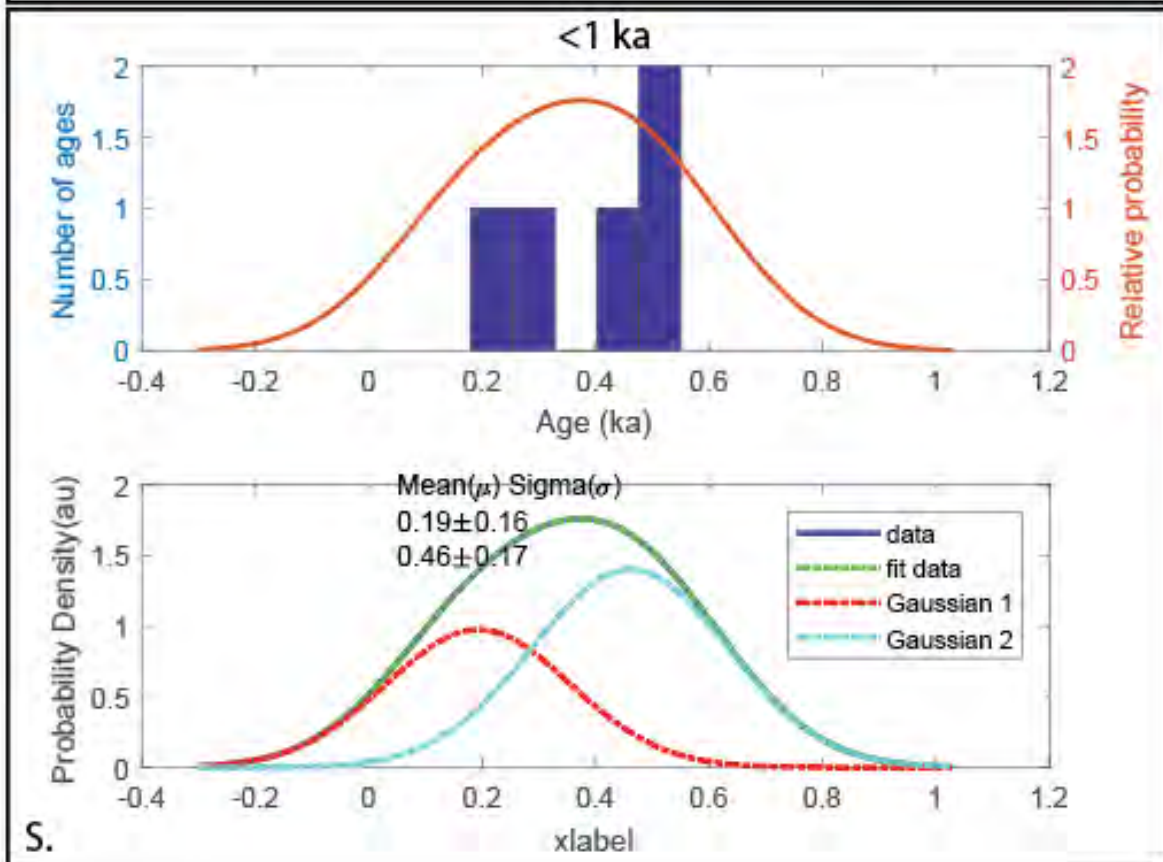 <1 ka
Number of ages
2
1.5
1
0.5
0
-0.4 -0.2 0 0.2 0.4 0.6 0.8 1 1.2
Age (ka)
2
1.5
1
0.5
0
Relative probability
Probability Density(au)
2
1.5
1
0.5
0
Mean(μ) Sigma(σ)
0.19±0.16
0.46±0.17
data
fit data
Gaussian 1
Gaussian 2
-0.4 -0.2 0 0.2 0.4 0.6 0.8 1 1.2
xlabel
S.